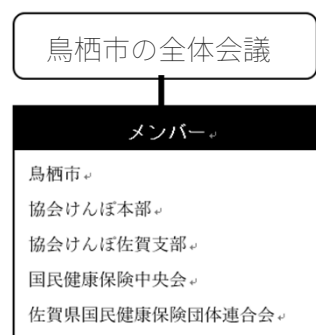 鳥栖市の全体会議
メンバー
鳥栖市
協会けんぽ本部
協会けんぽ佐賀支部
国民健康保険中央会
佐賀県国民健康保険団体連合会